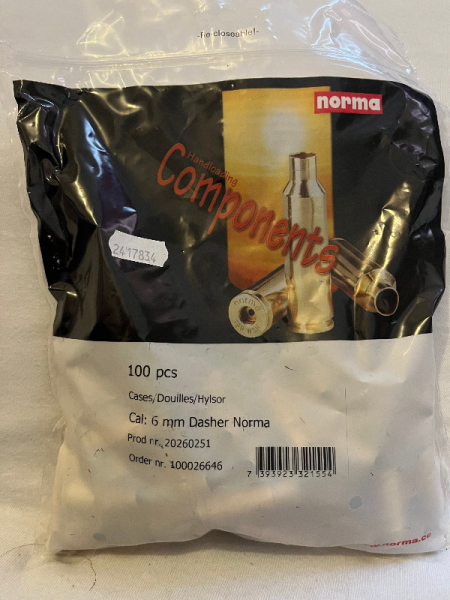 -Re-closeable!-
norma
Handloading
Components
2417834
100 pcs
Cases/Douilles/Hylsor
Cal: 6 mm Dasher Norma
Prod nr. 20260251
Order nr. 100026646
7 393923 321554
norma.cc